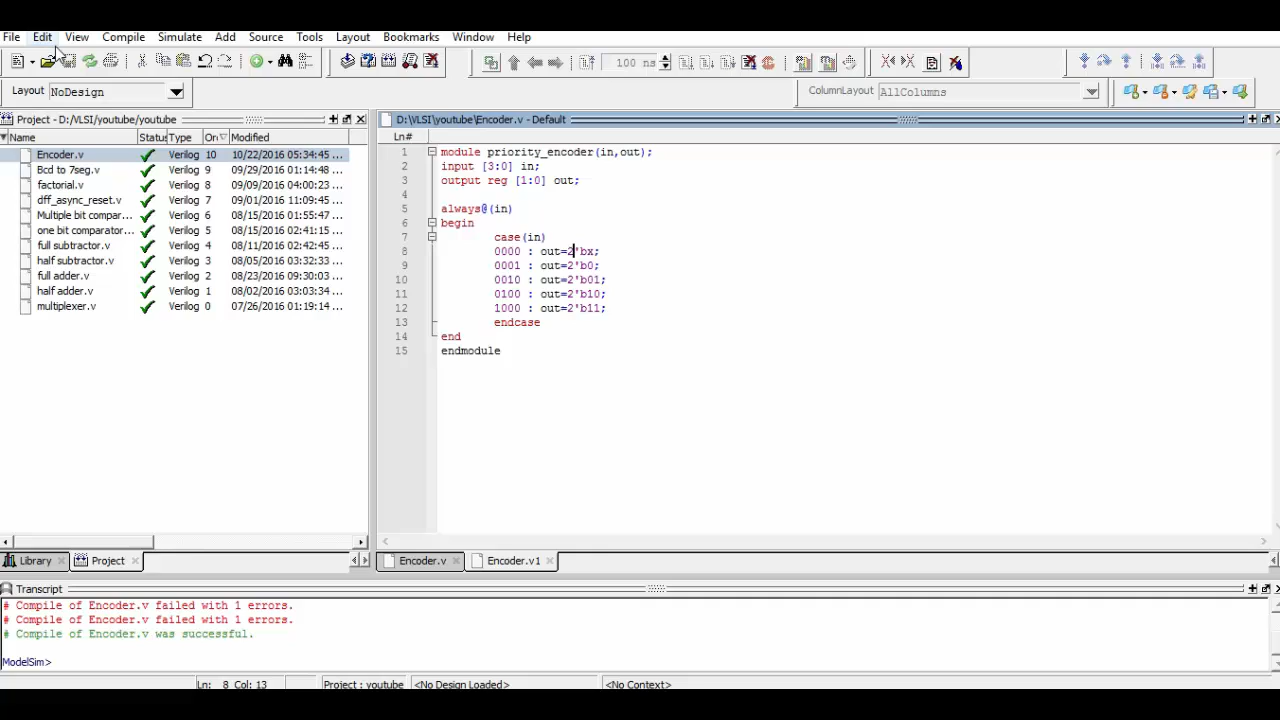 File Edit View Compile Simulate Add Source Tools Layout Bookmarks Window Help
100 ns
Layout NoDesign
ColumnLayout AllColumns
Project - D:/VLSI/youtube/youtube
Name Status Type Or Modified
Encoder.v Verilog 10 10/22/2016 05:34:45 ...
Bcd to 7seg.v Verilog 9 09/29/2016 01:14:48 ...
factorial.v Verilog 8 09/09/2016 04:00:23 ...
dff_async_reset.v Verilog 7 09/01/2016 11:09:45 ...
Multiple bit compar... Verilog 6 08/15/2016 01:55:47 ...
one bit comparator... Verilog 5 08/15/2016 02:41:15 ...
full subtractor.v Verilog 4 08/11/2016 02:42:45 ...
half subtractor.v Verilog 3 08/05/2016 03:32:33 ...
full adder.v Verilog 2 08/23/2016 09:30:03 ...
half adder.v Verilog 1 08/02/2016 03:03:34 ...
multiplexer.v Verilog 0 07/26/2016 01:19:14 ...
Library Project
D:\VLSI\youtube\Encoder.v - Default
Ln#
1 module priority_encoder(in,out);
2 input [3:0] in;
3 output reg [1:0] out;
4
5 always@(in)
6 begin
7 case(in)
8 0000 : out=2'bx;
9 0001 : out=2'b0;
10 0010 : out=2'b01;
11 0100 : out=2'b10;
12 1000 : out=2'b11;
13 endcase
14 end
15 endmodule
Encoder.v Encoder.v1
Transcript
# Compile of Encoder.v failed with 1 errors.
# Compile of Encoder.v failed with 1 errors.
# Compile of Encoder.v was successful.
ModelSim>
Ln: 8 Col: 13 Project : youtube <No Design Loaded> <No Context>